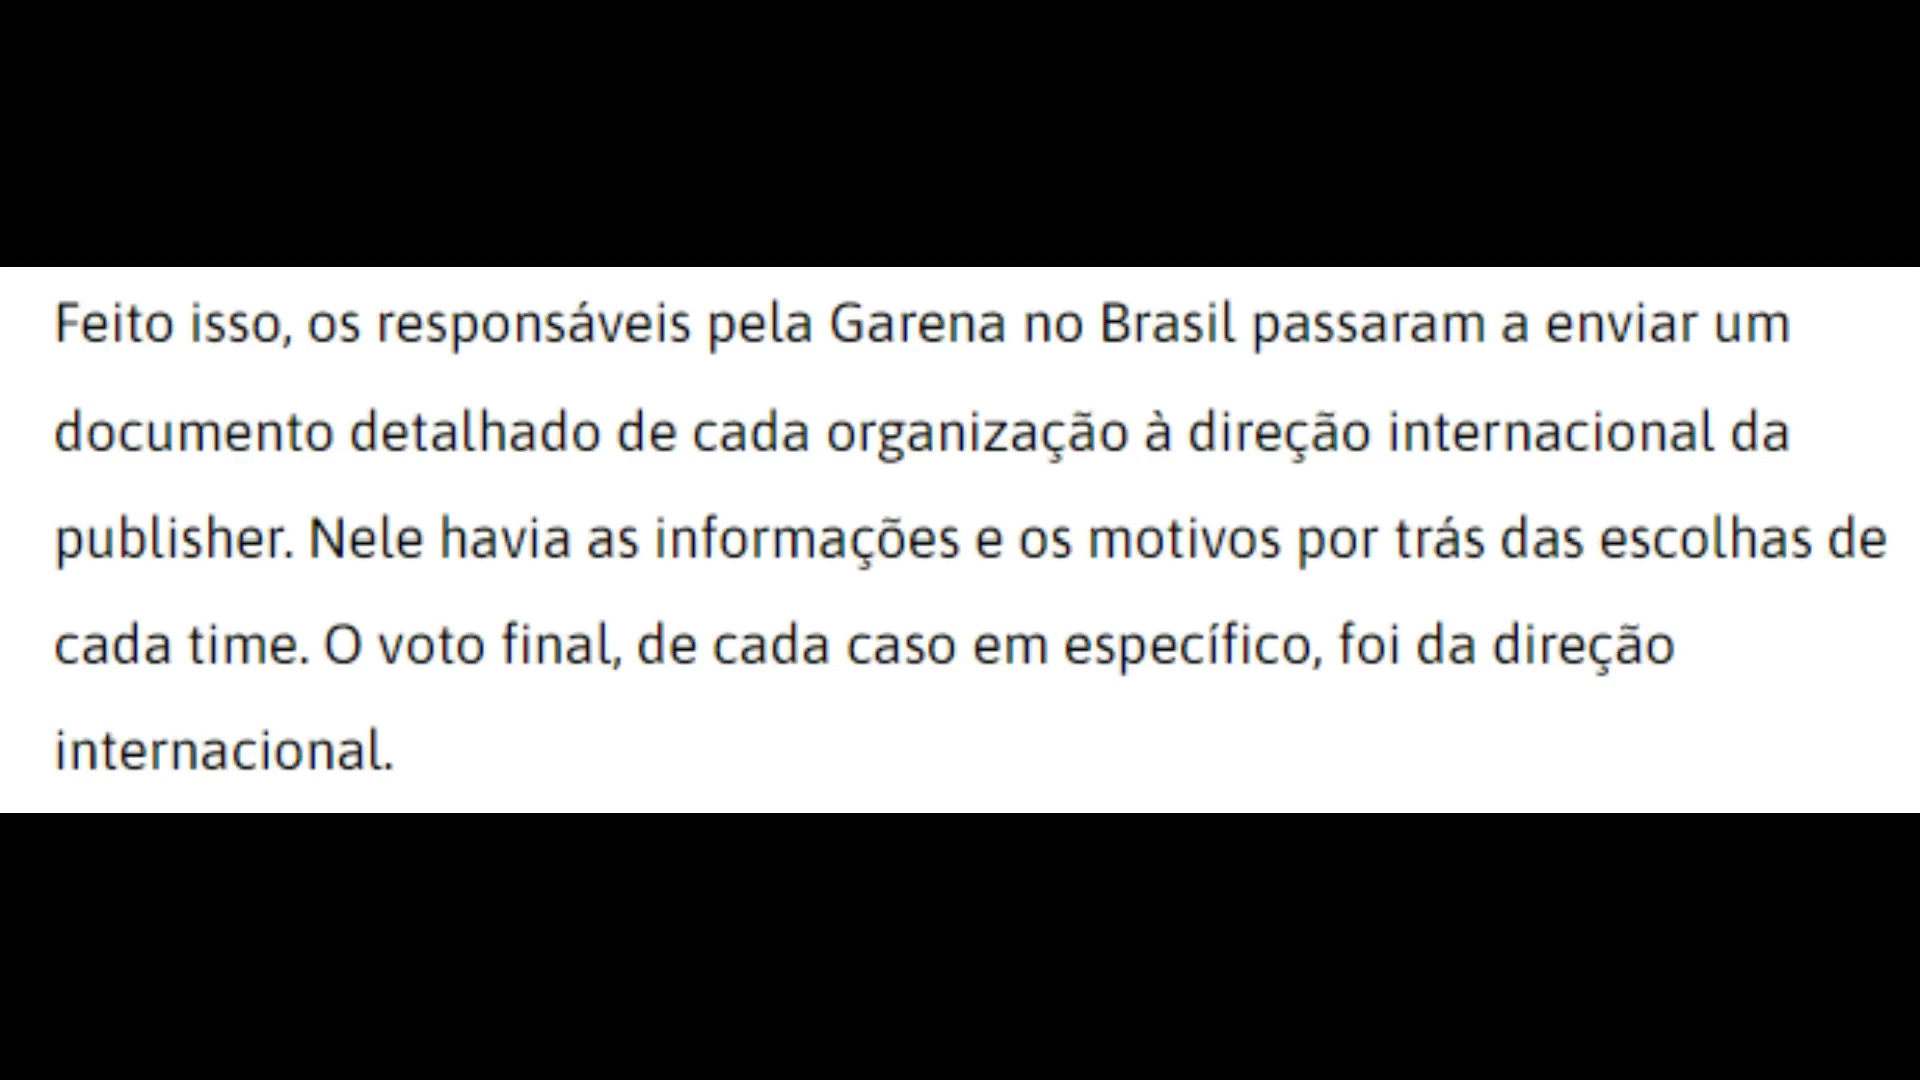 Feito isso, os responsáveis pela Garena no Brasil passaram a enviar um
documento detalhado de cada organização à direção internacional da
publisher. Nele havia as informações e os motivos por trás das escolhas de
cada time. O voto final, de cada caso em específico, foi da direção
internacional.